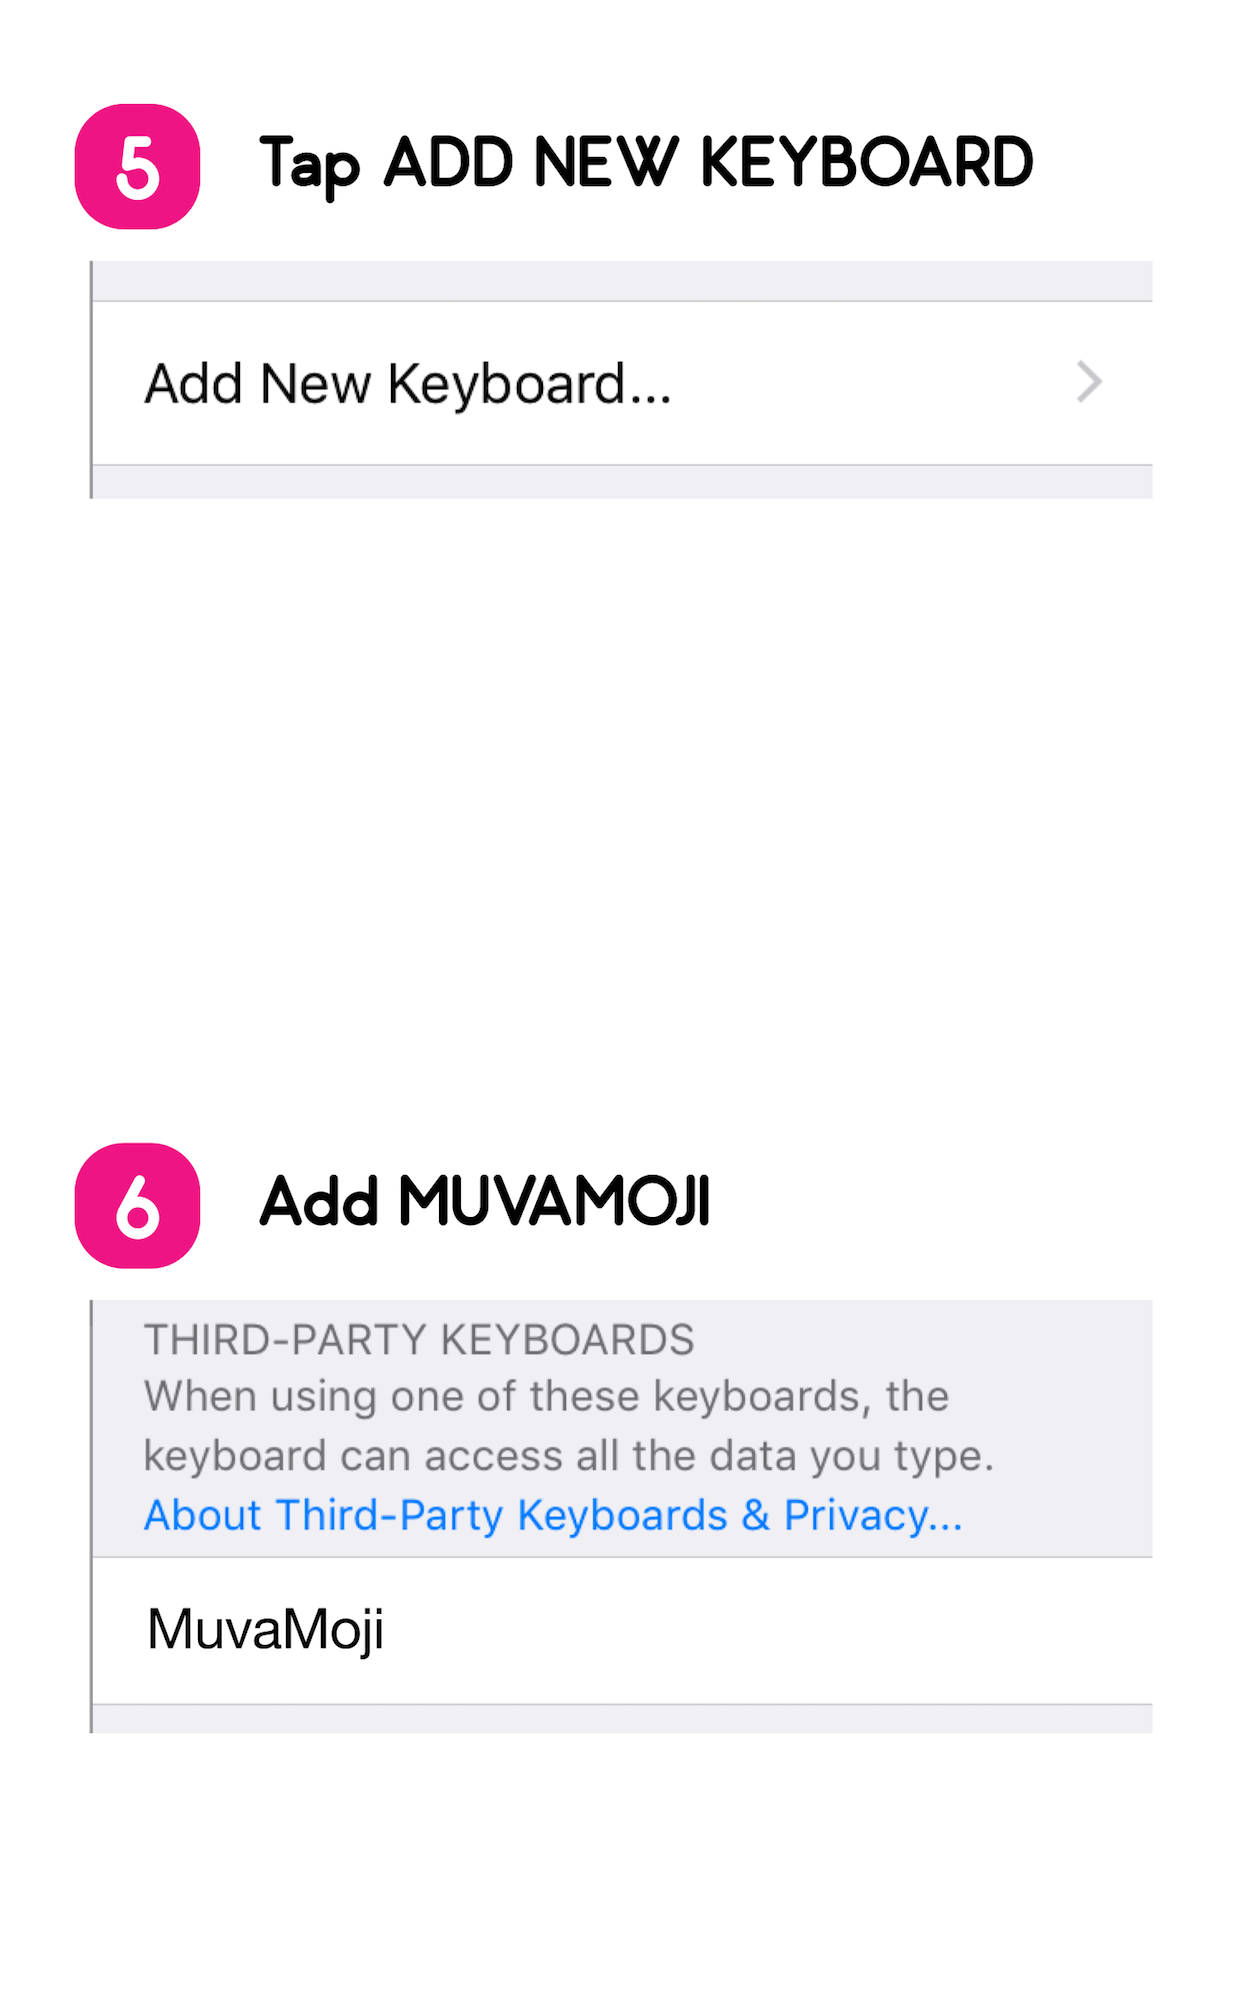 5 Tap ADD NEW KEYBOARD
Add New Keyboard...
6 Add MUVAMOJI
THIRD-PARTY KEYBOARDS
When using one of these keyboards, the
keyboard can access all the data you type.
About Third-Party Keyboards & Privacy...
MuvaMoji